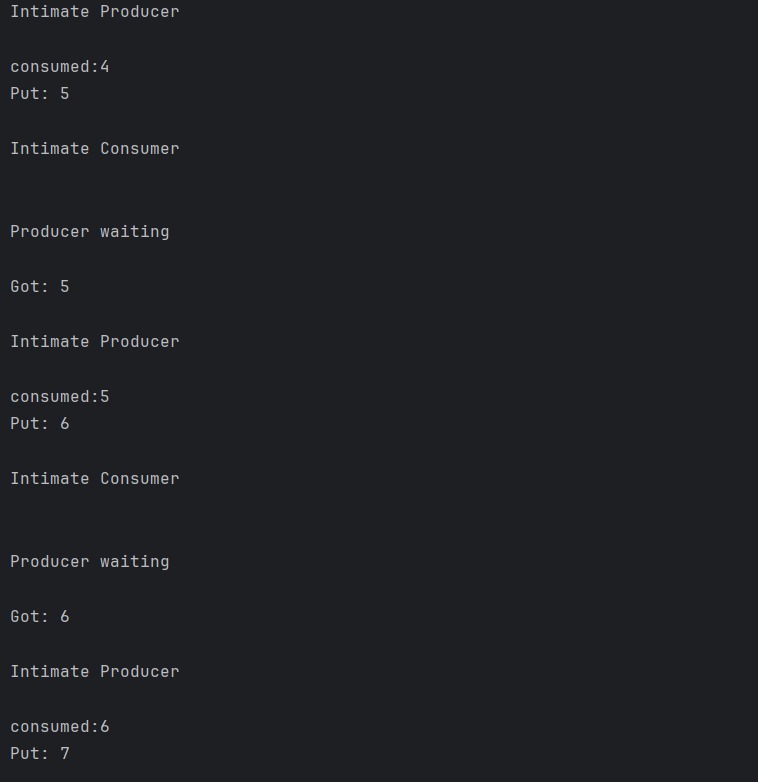 Intimate Producer
consumed:4
Put: 5
Intimate Consumer
Producer waiting
Got: 5
Intimate Producer
consumed:5
Put: 6
Intimate Consumer
Producer waiting
Got: 6
Intimate Producer
consumed:6
Put: 7